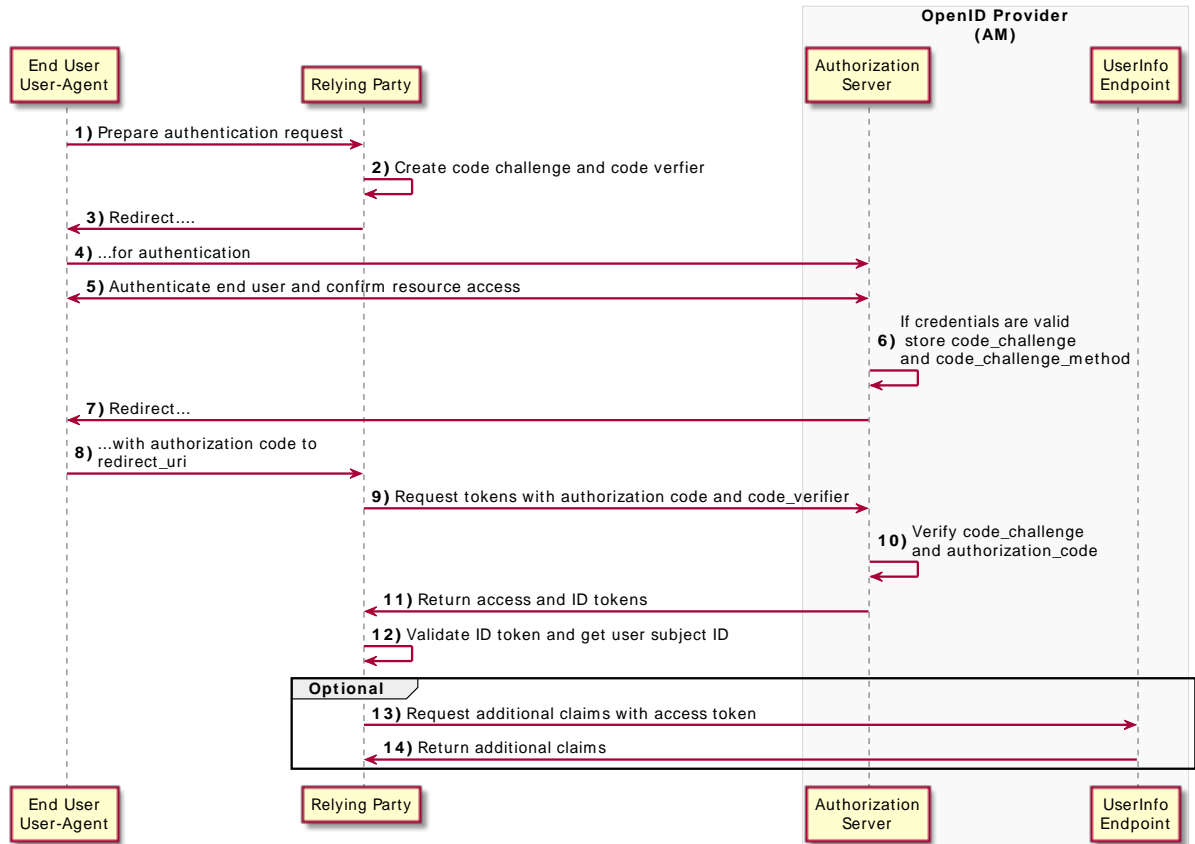 OpenID Provider
(AM)
End User
User-Agent
Relying Party
Authorization
Server
UserInfo
Endpoint
1) Prepare authentication request
2) Create code challenge and code verfier
3) Redirect....
4) ...for authentication
5) Authenticate end user and confirm resource access
If credentials are valid
6) store code_challenge
and code_challenge_method
7) Redirect...
8) ...with authorization code to
redirect_uri
9) Request tokens with authorization code and code_verifier
10) Verify code_challenge
and authorization_code
11) Return access and ID tokens
12) Validate ID token and get user subject ID
Optional
13) Request additional claims with access token
14) Return additional claims
End User
User-Agent
Relying Party
Authorization
Server
UserInfo
Endpoint